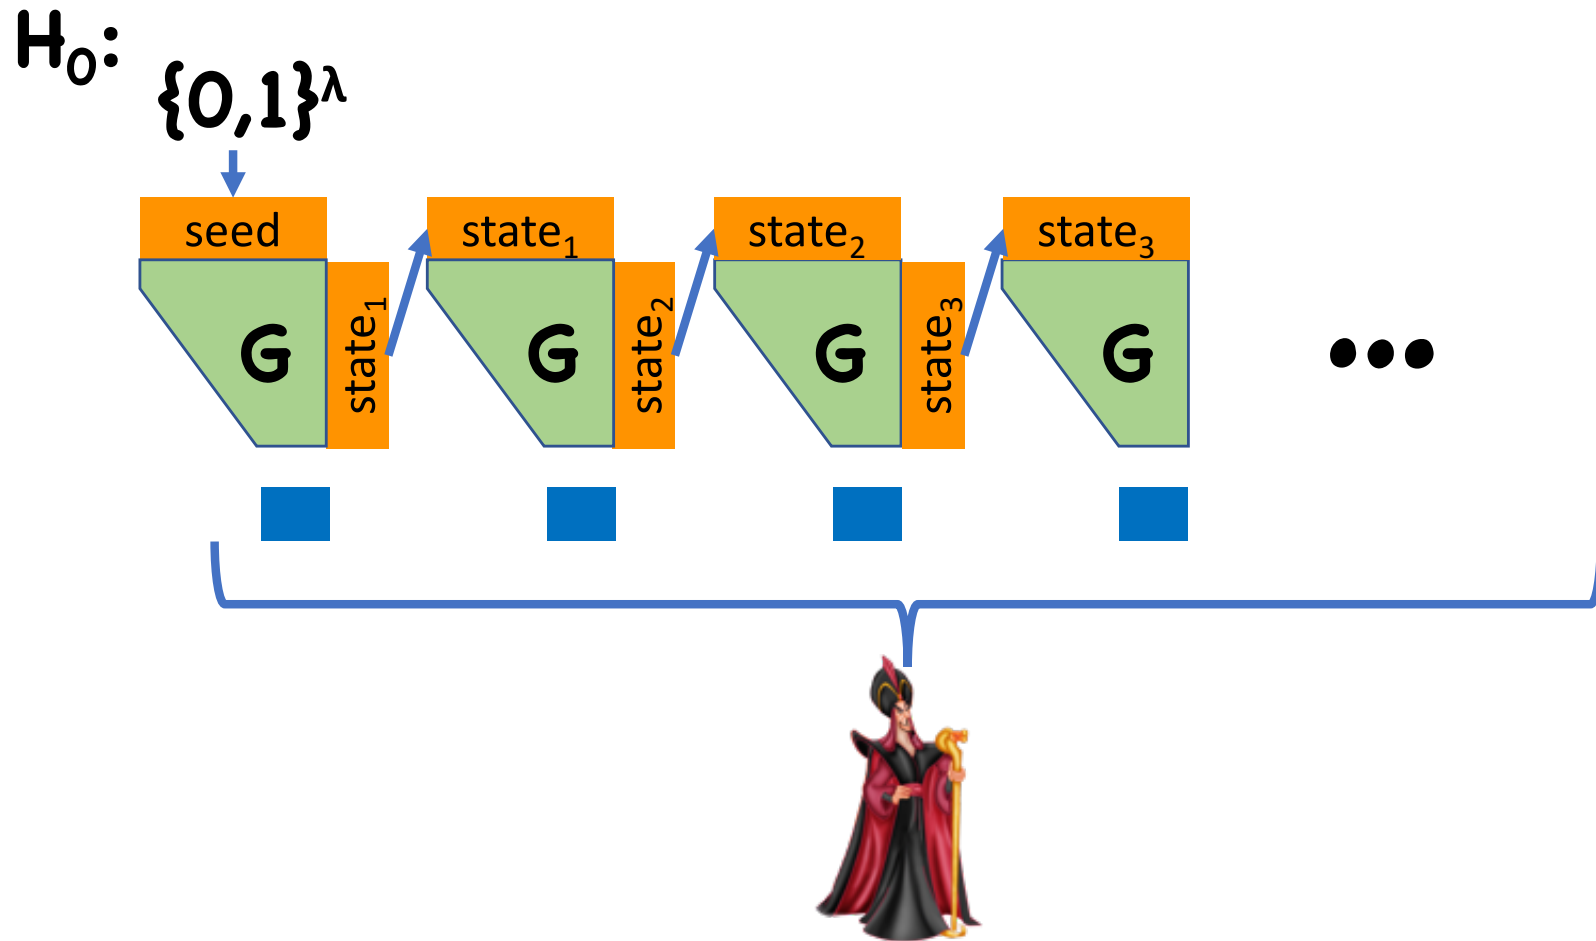 H₀:
{0,1}^λ
seed
state₁
state₂
state₃
G
state₁
G
state₂
G
state₃
G
•••